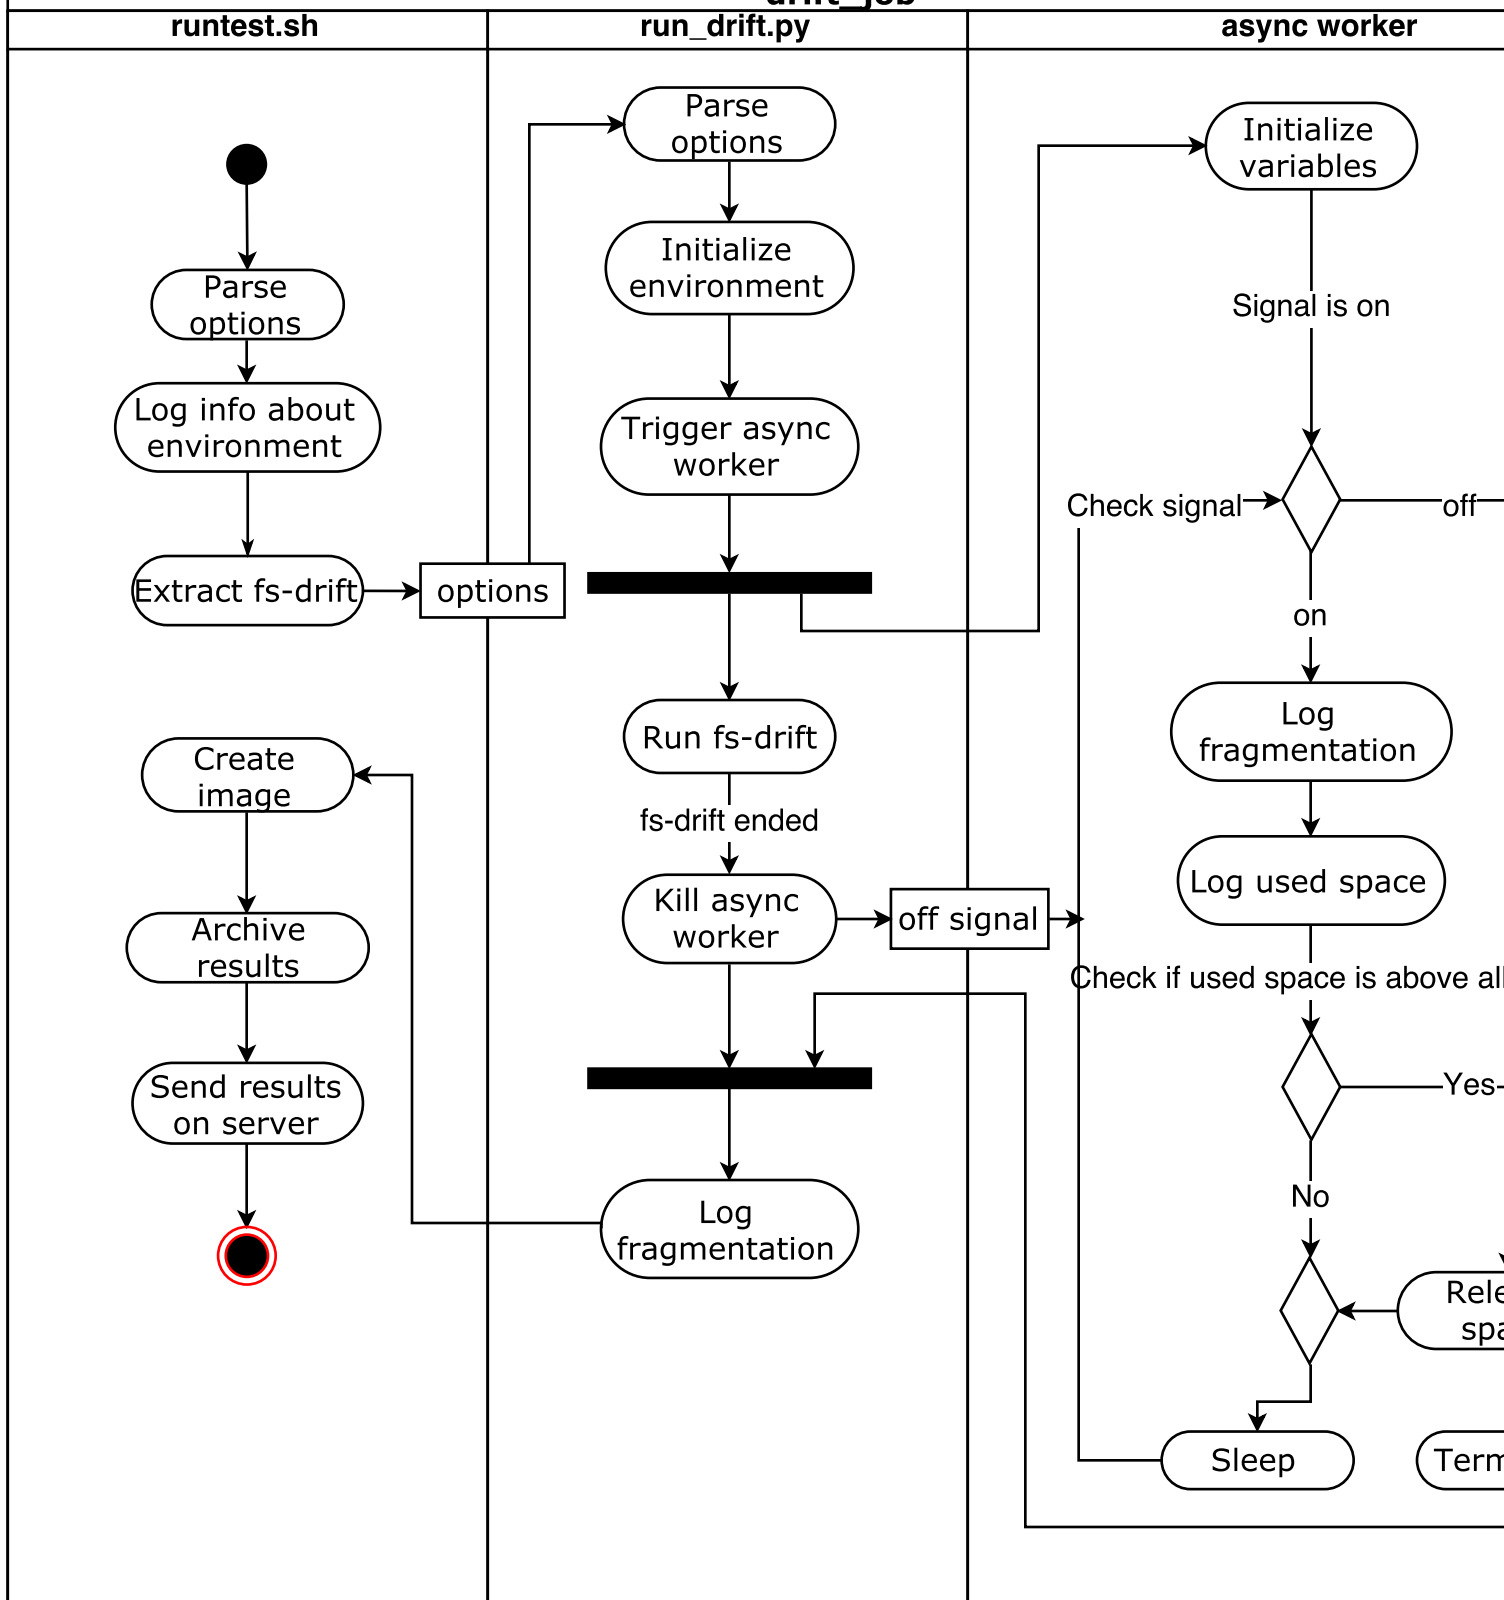 drift_job
runtest.sh
run_drift.py
async worker
Parse
options
Log info about
environment
Extract fs-drift
options
Create
image
Archive
results
Send results
on server
Parse
options
Initialize
environment
Trigger async
worker
Run fs-drift
fs-drift ended
Kill async
worker
off signal
Log
fragmentation
Initialize
variables
Signal is on
Check signal
off
on
Log
fragmentation
Log used space
Check if used space is above
Yes
No
Sleep